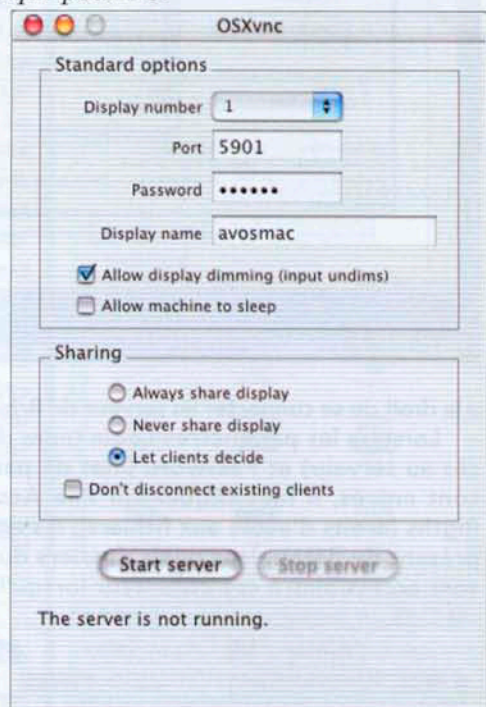 OSXvnc
Standard options
Display number 1
Port 5901
Password ••••••
Display name avosmac
Allow display dimming (input undims)
Allow machine to sleep
Sharing
Always share display
Never share display
Let clients decide
Don't disconnect existing clients
Start server Stop server
The server is not running.